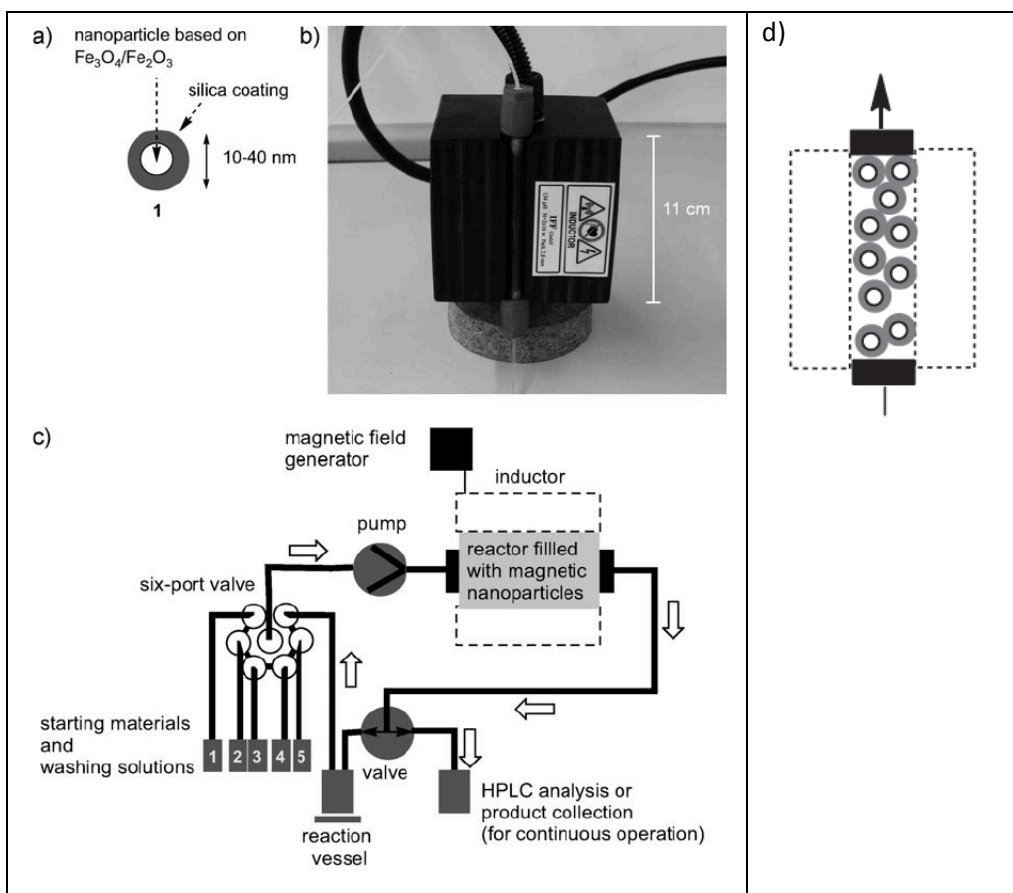 a)
nanoparticle based on
Fe₃O₄/Fe₂O₃
silica coating
10-40 nm
1
b)
INDUCTOR
IFF GmbH
11 cm
d)
c)
magnetic field
generator
inductor
pump
reactor fillled
with magnetic
nanoparticles
six-port valve
starting materials
and
washing solutions
1 2 3 4 5
valve
reaction
vessel
HPLC analysis or
product collection
(for continuous operation)